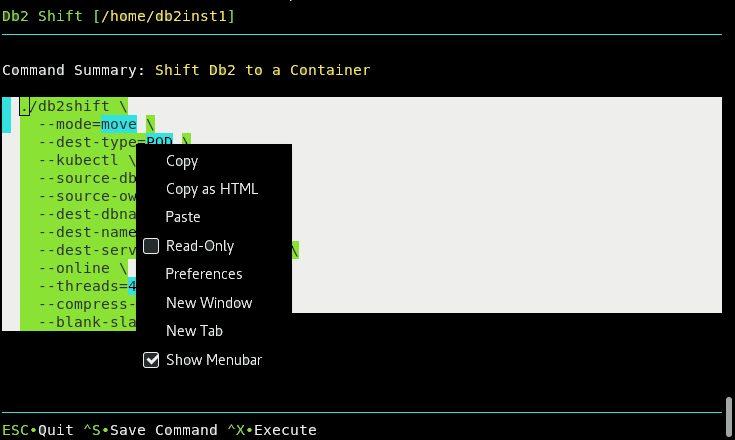 Db2 Shift [/home/db2inst1]
Command Summary: Shift Db2 to a Container
./db2shift \
--mode=move \
--dest-type=POD \
--kubectl \
--source-db
--source-ow
--dest-dbna
--dest-name
--dest-serv \
--online \
--threads=4
--compress-
--blank-sla
Copy
Copy as HTML
Paste
Read-Only
Preferences
New Window
New Tab
Show Menubar
ESC•Quit ^S•Save Command ^X•Execute